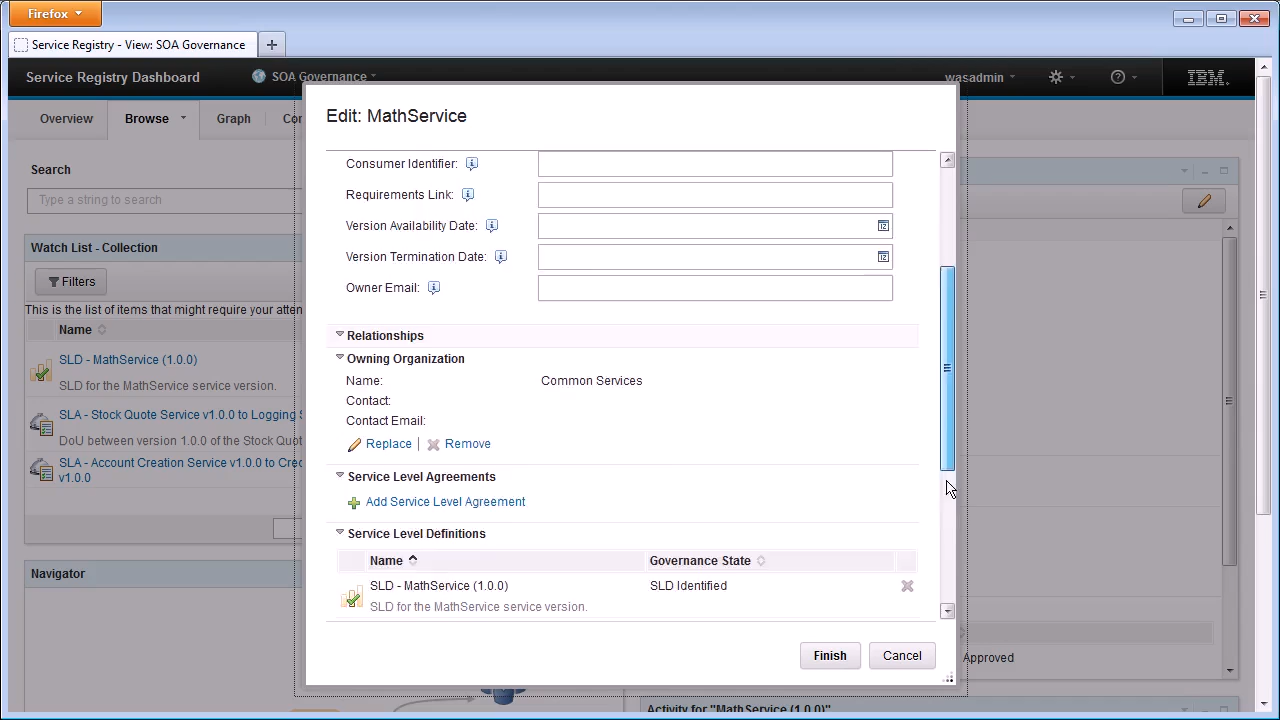 Firefox
Service Registry - View: SOA Governance
Service Registry Dashboard
SOA Governance
wasadmin
IBM.
Overview
Browse
Graph
Search
Type a string to search
Watch List - Collection
Filters
This is the list of items that might require your
Name
SLD - MathService (1.0.0)
SLD for the MathService service version.
SLA - Stock Quote Service v1.0.0 to Logging
DoU between version 1.0.0 of the Stock Quote
SLA - Account Creation Service v1.0.0 to
v1.0.0
Navigator
Edit: MathService
Consumer Identifier:
Requirements Link:
Version Availability Date:
12
Version Termination Date:
12
Owner Email:
Relationships
Owning Organization
Name: Common Services
Contact:
Contact Email:
Replace | Remove
Service Level Agreements
Add Service Level Agreement
Service Level Definitions
Name Governance State
SLD - MathService (1.0.0) SLD Identified
SLD for the MathService service version.
Finish Cancel
Approved
Activity for "MathService (1.0.0)"